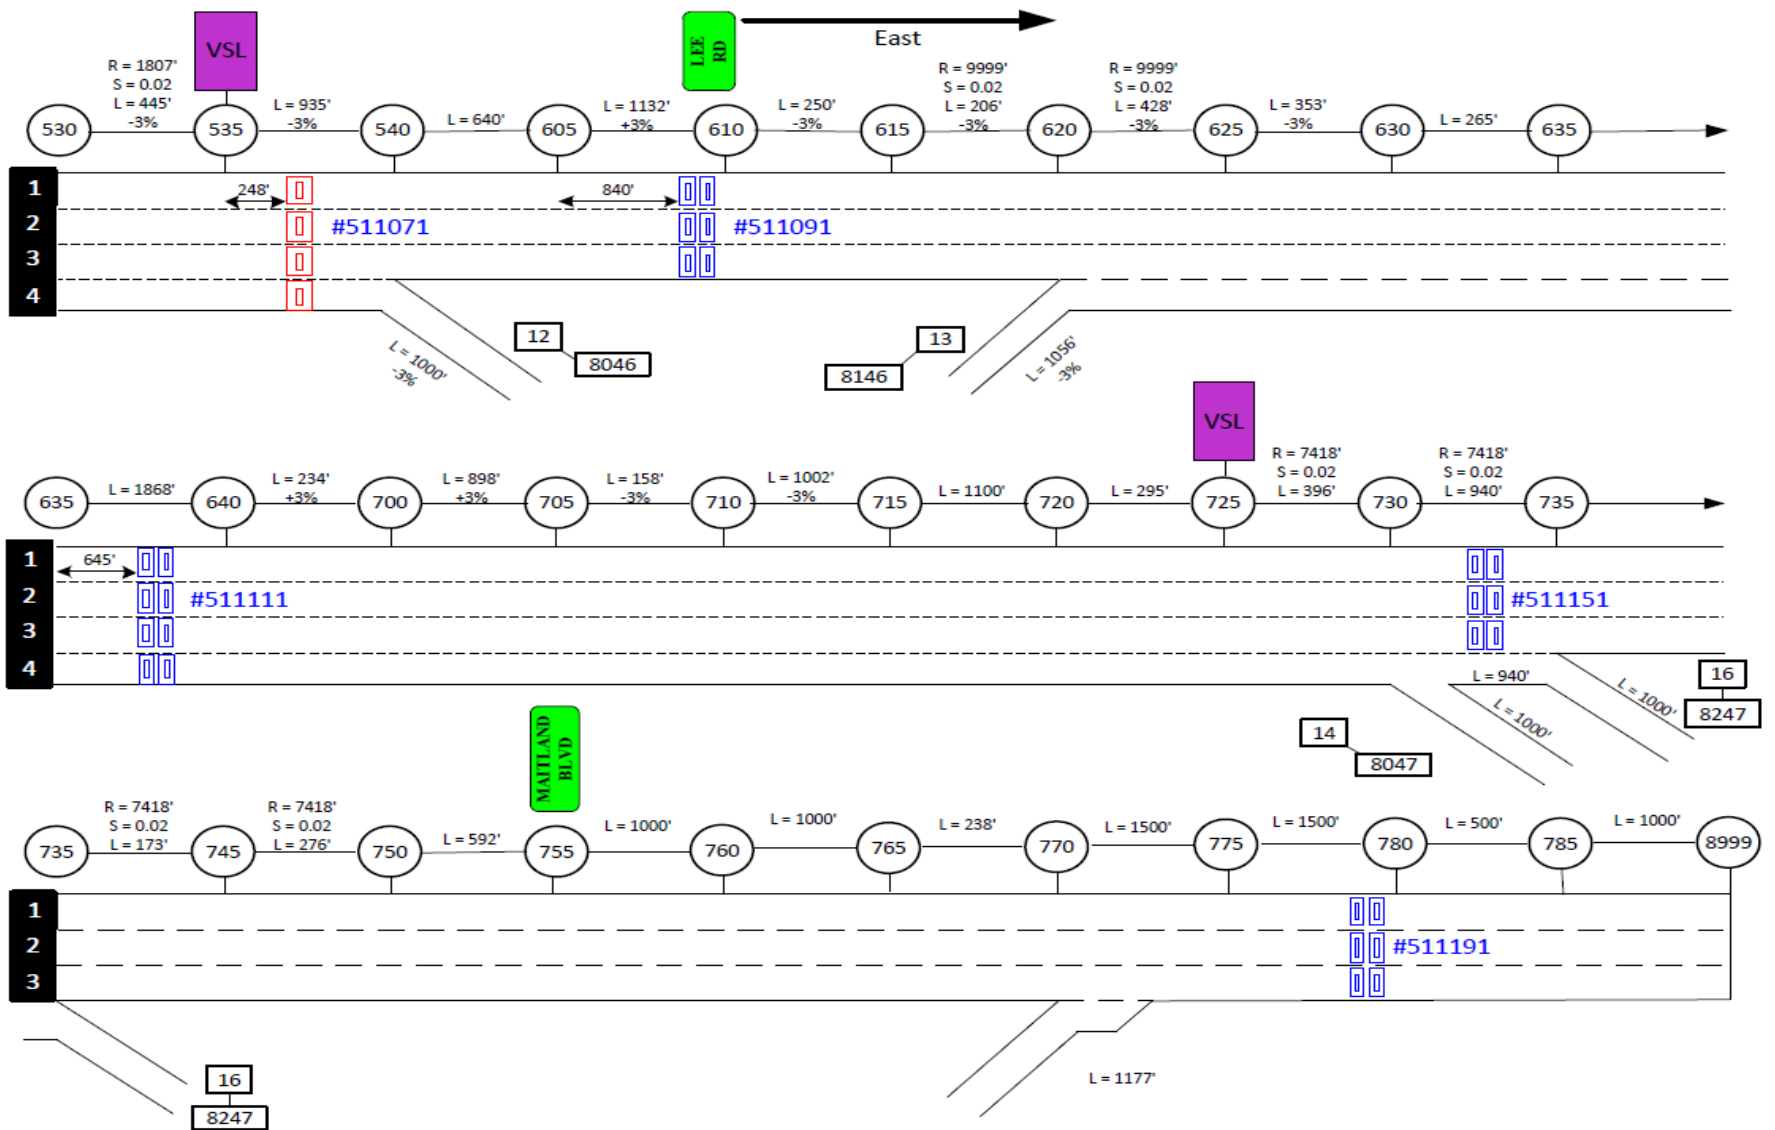 VSL
LEE
RD
East
R = 1807'
S = 0.02
L = 445'
-3%
L = 935'
-3%
L = 640'
L = 1132'
+3%
L = 250'
-3%
R = 9999'
S = 0.02
L = 206'
-3%
R = 9999'
S = 0.02
L = 428'
-3%
L = 353'
-3%
L = 265'
530
535
540
605
610
615
620
625
630
635
1
2
3
4
248'
#511071
840'
#511091
L = 1000'
-3%
12
8046
13
8146
L = 1056'
-3%
VSL
L = 1868'
L = 234'
+3%
L = 898'
+3%
L = 158'
-3%
L = 1002'
-3%
L = 1100'
L = 295'
R = 7418'
S = 0.02
L = 396'
R = 7418'
S = 0.02
L = 940'
635
640
700
705
710
715
720
725
730
735
1
2
3
4
645'
#511111
#511151
L = 940'
L = 1000'
L = 1000'
14
8047
16
8247
MAITLAND
BLVD
R = 7418'
S = 0.02
L = 173'
R = 7418'
S = 0.02
L = 276'
L = 592'
L = 1000'
L = 1000'
L = 238'
L = 1500'
L = 1500'
L = 500'
L = 1000'
735
745
750
755
760
765
770
775
780
785
8999
1
2
3
#511191
16
8247
L = 1177'